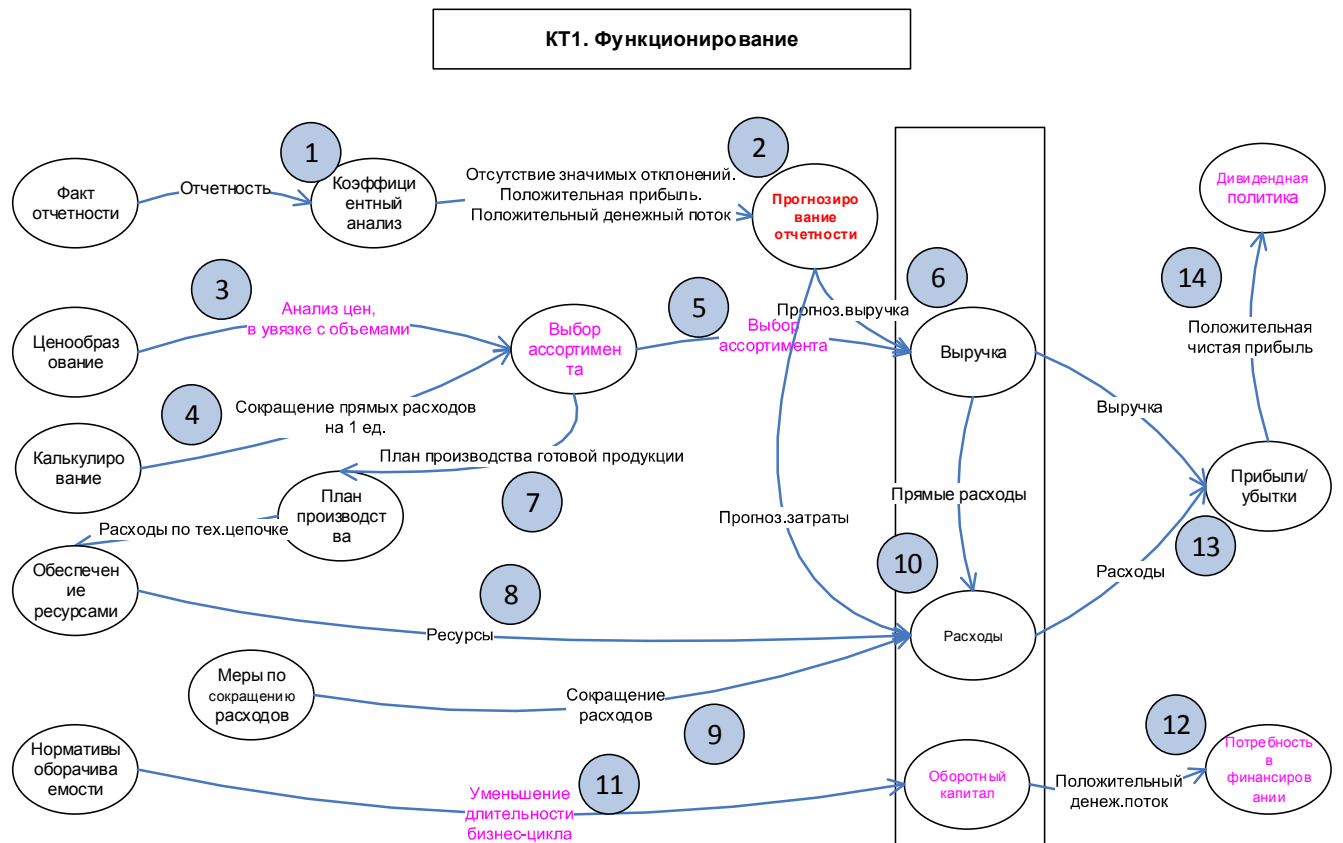 КТ1. Функционирование
1
2
Факт
отчетности
Отчетность
Коэффици
ентный
анализ
Отсутствие значимых отклонений.
Положительная прибыль.
Положительный денежный поток
Прогнозиро
вание
отчетности
Дивидендная
политика
3
Анализ цен,
в увязке с объемами
5
6
14
Ценообраз
ование
Выбор
ассортимен
та
Выбор
ассортимента
Прогноз.выручка
Выручка
Положительная
чистая прибыль
4
Сокращение прямых расходов
на 1 ед.
Выручка
Калькулиро
вание
План производства готовой продукции
7
Прямые расходы
Прибыли/
убытки
План
производст
ва
Расходы по тех.цепочке
Прогноз.затраты
13
10
Обеспечен
ие
ресурсами
8
Ресурсы
Расходы
Расходы
Меры по
сокращению
расходов
Сокращение
расходов
9
12
Нормативы
оборачива
емости
11
Уменьшение
длительности
бизнес-цикла
Оборотный
капитал
Положительный
денеж.поток
Потребность
в
финансиров
ании